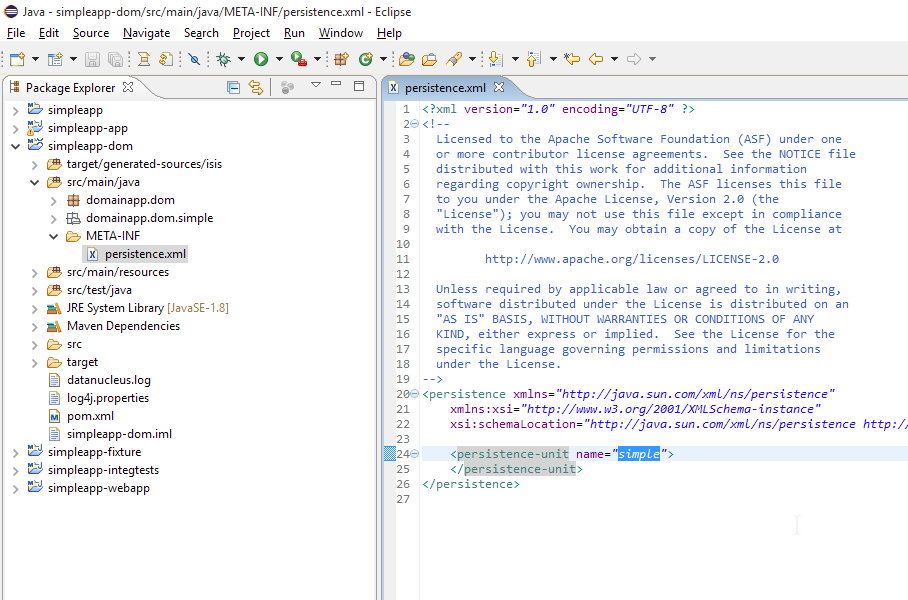 Java - simpleapp-dom/src/main/java/META-INF/persistence.xml - Eclipse
File Edit Source Navigate Search Project Run Window Help
Package Explorer
simpleapp
simpleapp-app
simpleapp-dom
target/generated-sources/isis
src/main/java
domainapp.dom
domainapp.dom.simple
META-INF
persistence.xml
src/main/resources
src/test/java
JRE System Library [JavaSE-1.8]
Maven Dependencies
src
target
datanucleus.log
log4j.properties
pom.xml
simpleapp-dom.iml
simpleapp-fixture
simpleapp-integtests
simpleapp-webapp
persistence.xml
1 <?xml version="1.0" encoding="UTF-8" ?>
2 <!--
3 Licensed to the Apache Software Foundation (ASF) under one
4 or more contributor license agreements.  See the NOTICE file
5 distributed with this work for additional information
6 regarding copyright ownership.  The ASF licenses this file
7 to you under the Apache License, Version 2.0 (the
8 "License"); you may not use this file except in compliance
9 with the License.  You may obtain a copy of the License at
10
11 http://www.apache.org/licenses/LICENSE-2.0
12
13 Unless required by applicable law or agreed to in writing,
14 software distributed under the License is distributed on an
15 "AS IS" BASIS, WITHOUT WARRANTIES OR CONDITIONS OF ANY
16 KIND, either express or implied.  See the License for the
17 specific language governing permissions and limitations
18 under the License.
19 -->
20 <persistence xmlns="http://java.sun.com/xml/ns/persistence"
21 xmlns:xsi="http://www.w3.org/2001/XMLSchema-instance"
22 xsi:schemaLocation="http://java.sun.com/xml/ns/persistence http://
23
24 <persistence-unit name="simple">
25 </persistence-unit>
26 </persistence>
27